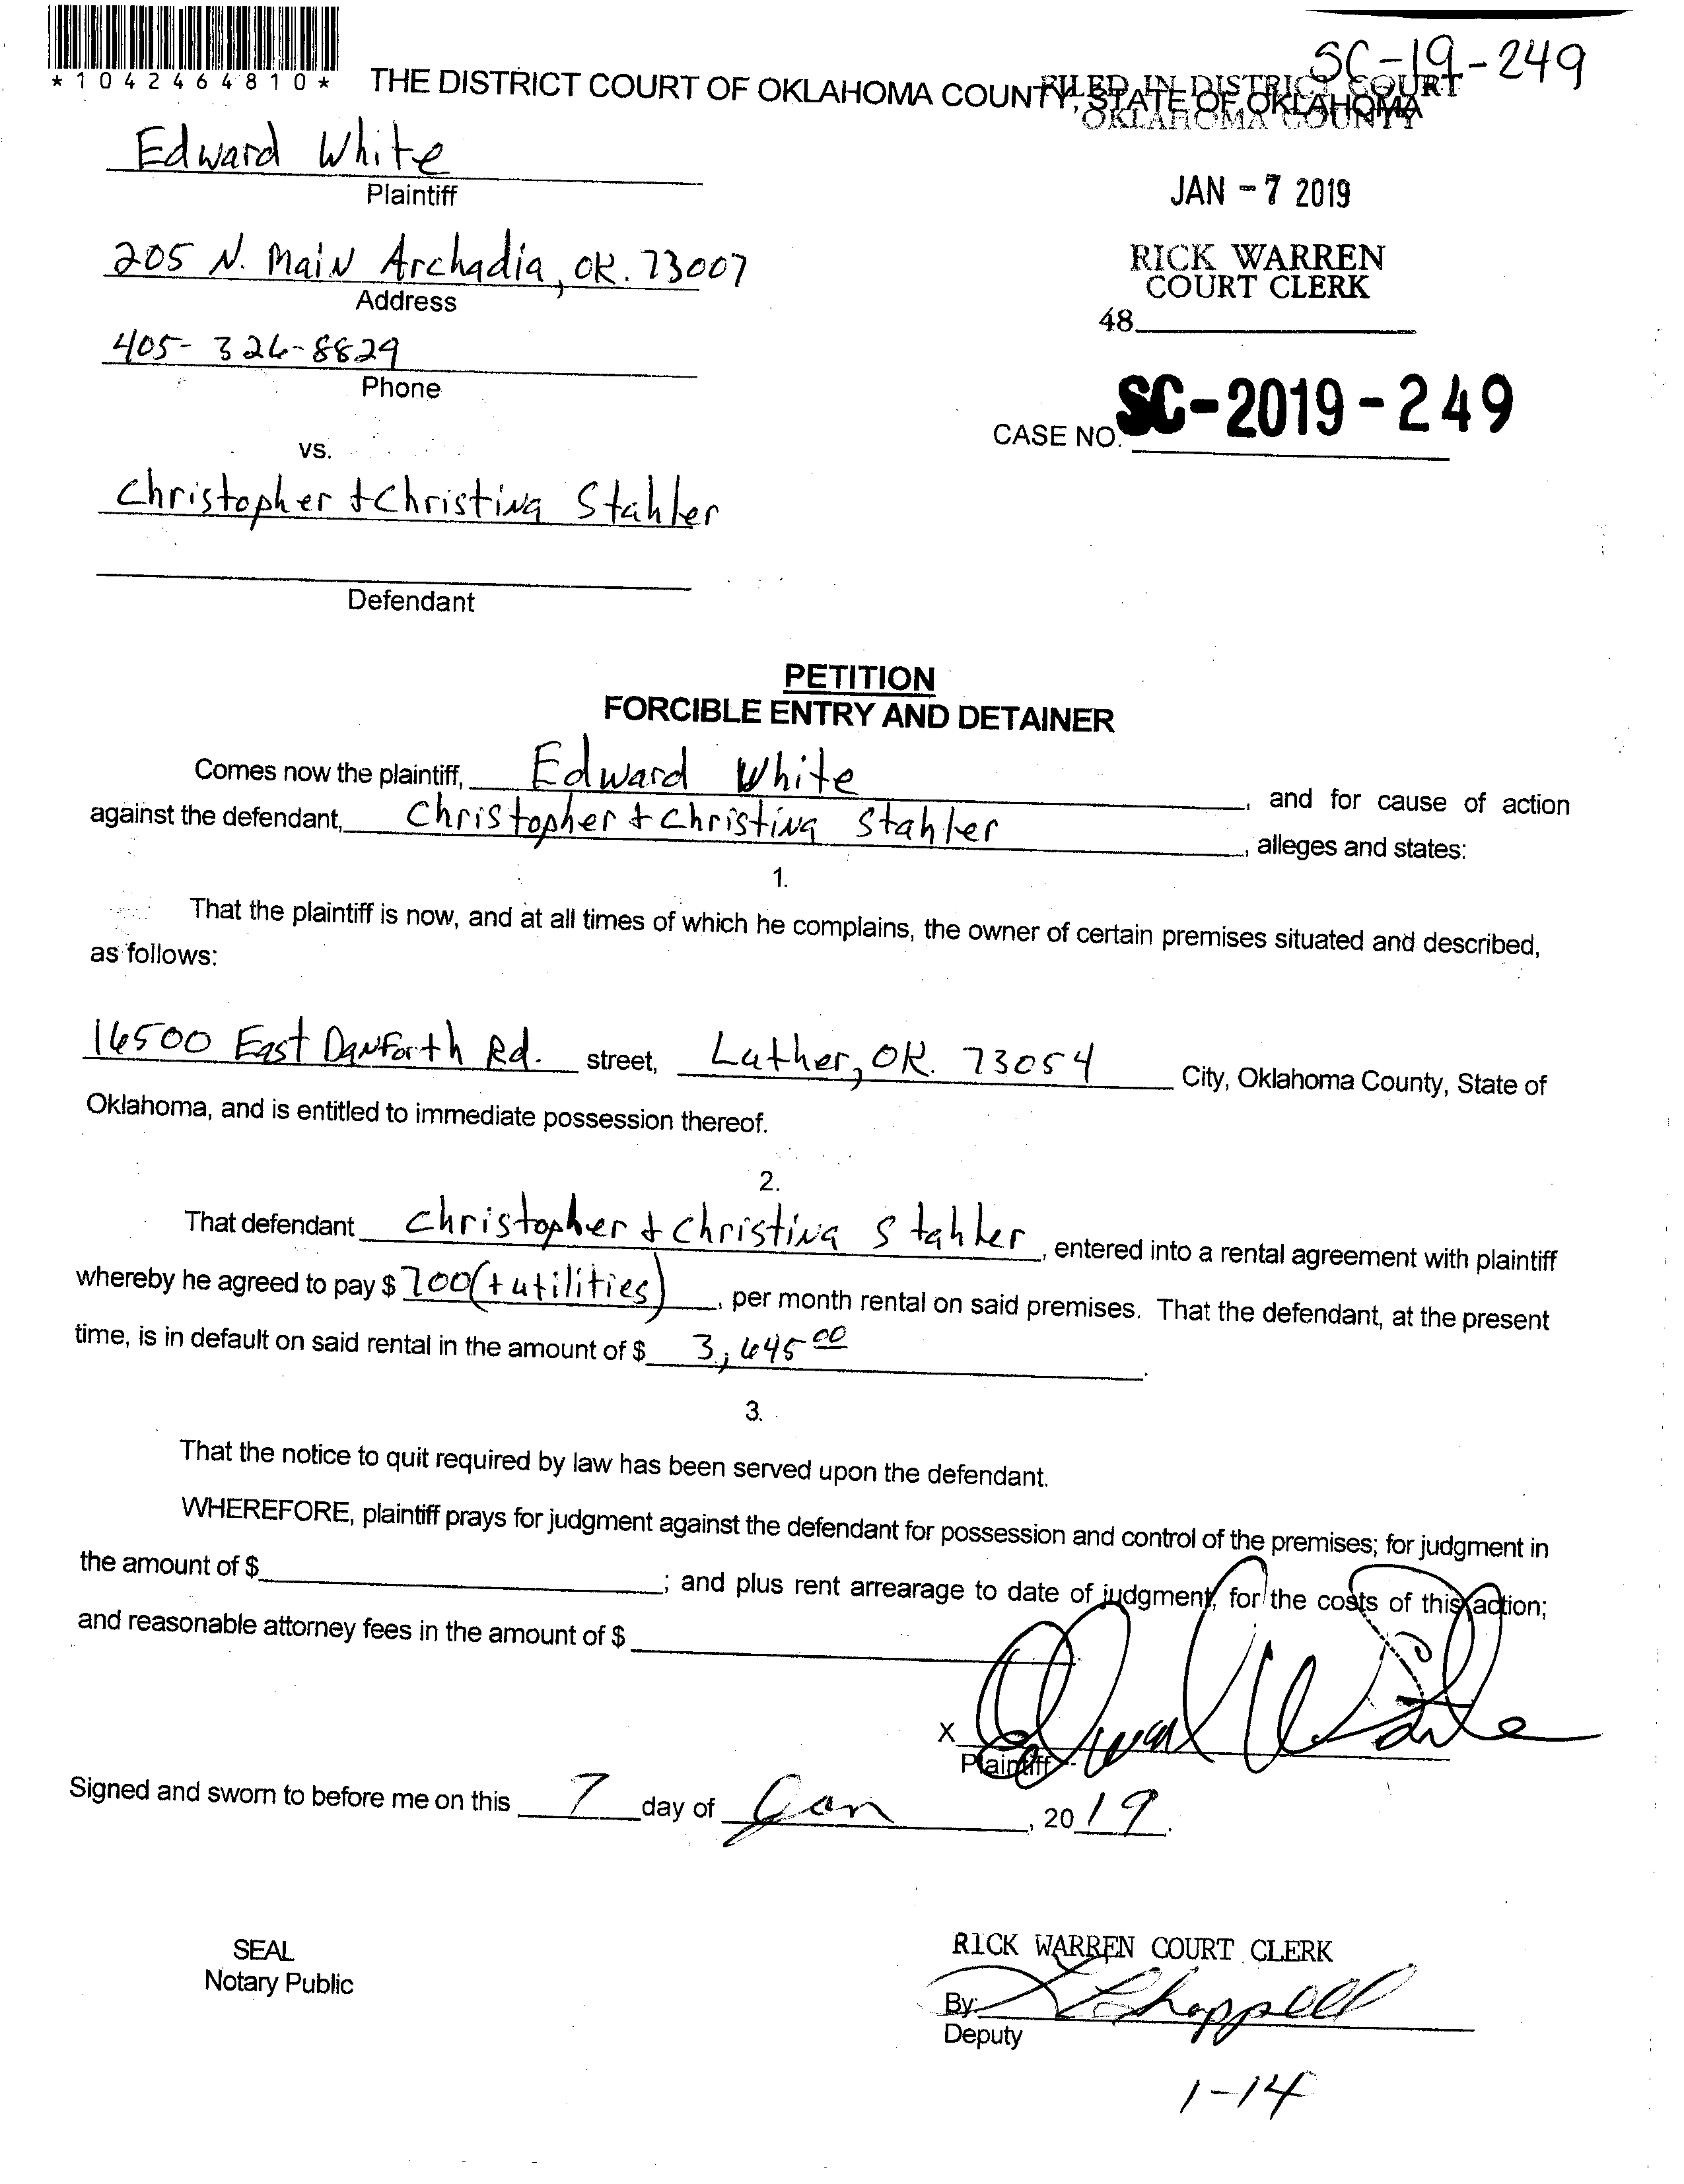 SC-19-249
*1042464810*
THE DISTRICT COURT OF OKLAHOMA COUNTY, STATE OF OKLAHOMA
FILED IN DISTRICT COURT
OKLAHOMA COUNTY
Edward White
Plaintiff
JAN -7 2019
205 N. Main Archadia, OK. 73007
Address
RICK WARREN
COURT CLERK
48
405-326-8829
Phone
CASE NO. SC-2019-249
vs.
Christopher + Christina Stahler
Defendant
PETITION
FORCIBLE ENTRY AND DETAINER
Comes now the plaintiff, Edward White, and for cause of action
against the defendant, Christopher + Christina Stahler, alleges and states:
1.
That the plaintiff is now, and at all times of which he complains, the owner of certain premises situated and described,
as follows:
16500 East Danforth Rd. street, Luther, OK. 73054 City, Oklahoma County, State of
Oklahoma, and is entitled to immediate possession thereof.
2.
That defendant Christopher + Christina Stahler, entered into a rental agreement with plaintiff
whereby he agreed to pay $ 700 (+ utilities), per month rental on said premises. That the defendant, at the present
time, is in default on said rental in the amount of $ 3,645 00.
3.
That the notice to quit required by law has been served upon the defendant.
WHEREFORE, plaintiff prays for judgment against the defendant for possession and control of the premises; for judgment in
the amount of $; and plus rent arrearage to date of judgment, for the costs of this action;
and reasonable attorney fees in the amount of $
X Edward White
Plaintiff
Signed and sworn to before me on this 7 day of Jan, 2019.
SEAL
Notary Public
RICK WARREN COURT CLERK
By: Chappell
Deputy
1-14